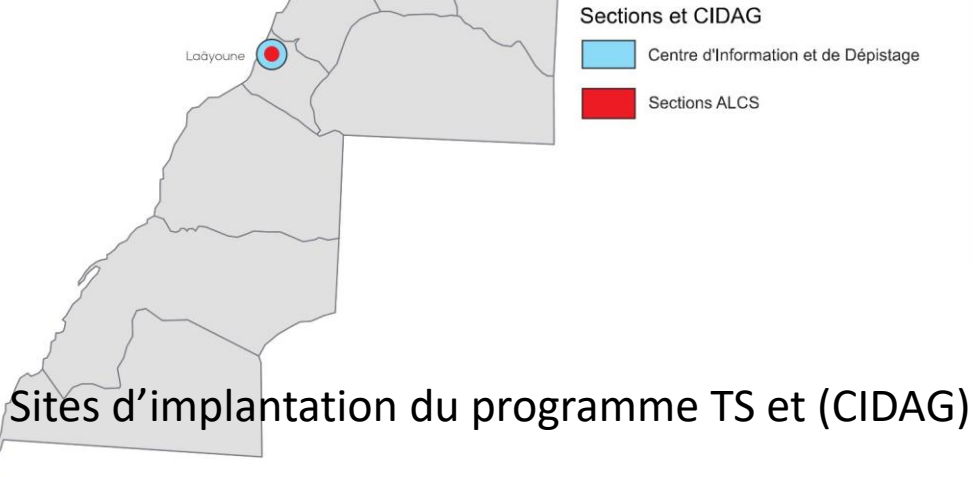 Sections et CIDAG
Laâyoune
Centre d'Information et de Dépistage
Sections ALCS
Sites d’implantation du programme TS et (CIDAG)